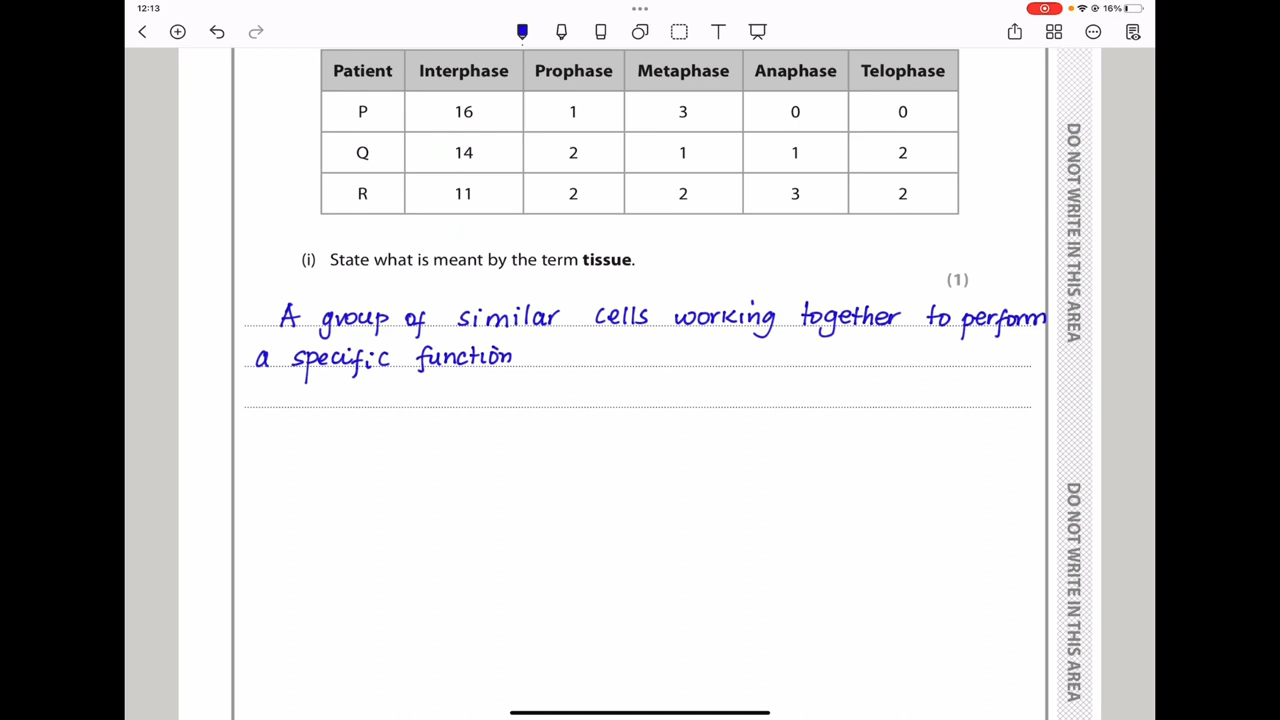 12:13
16%
Patient Interphase Prophase Metaphase Anaphase Telophase
P 16 1 3 0 0
Q 14 2 1 1 2
R 11 2 2 3 2
(i) State what is meant by the term tissue.
(1)
A group of similar cells working together to perform
a specific function
DO NOT WRITE IN THIS AREA
DO NOT WRITE IN THIS AREA